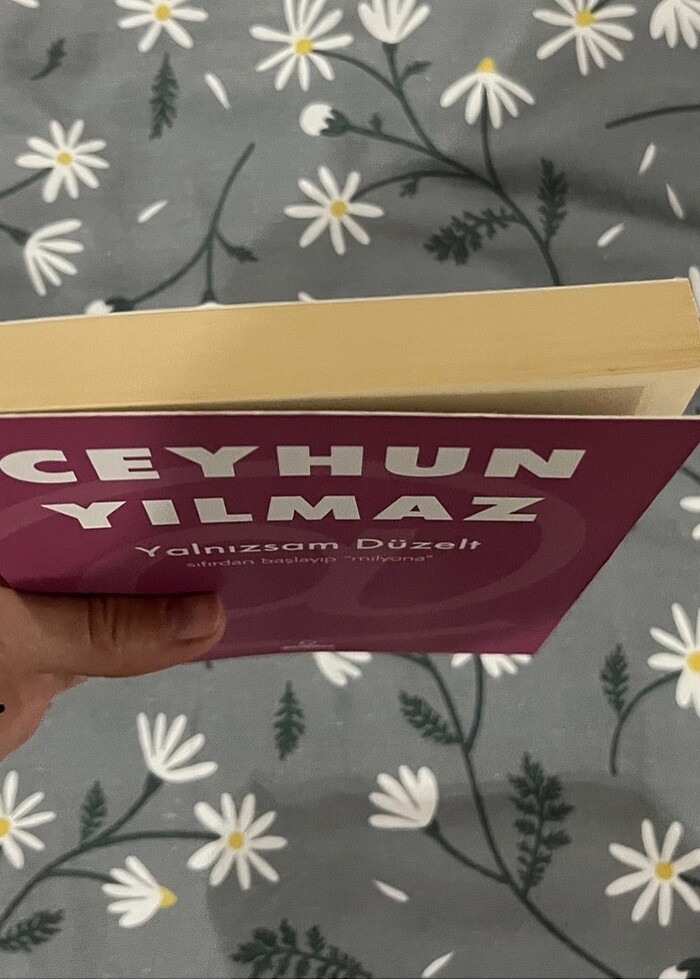 CEYHUN
YILMAZ
Yalnızsam Düzelt
sıfırdan başlayıp "milyona"